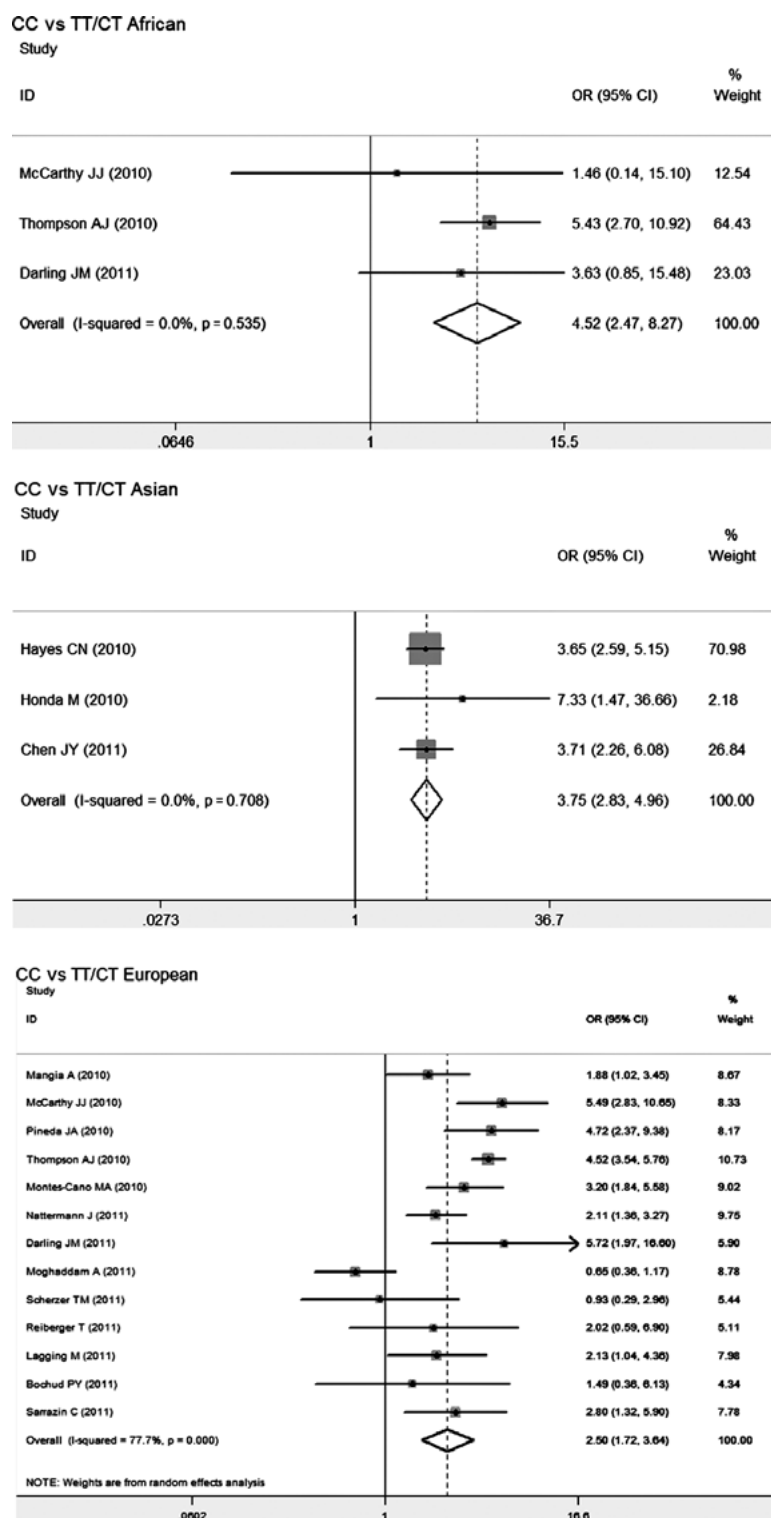 CC vs TT/CT African
Study
%
ID OR (95% CI) Weight
McCarthy JJ (2010) 1.46 (0.14, 15.10) 12.54
Thompson AJ (2010) 5.43 (2.70, 10.92) 64.43
Darling JM (2011) 3.63 (0.85, 15.48) 23.03
Overall (I-squared = 0.0%, p = 0.535) 4.52 (2.47, 8.27) 100.00
.0646 1 15.5
CC vs TT/CT Asian
Study
%
ID OR (95% CI) Weight
Hayes CN (2010) 3.65 (2.59, 5.15) 70.98
Honda M (2010) 7.33 (1.47, 36.66) 2.18
Chen JY (2011) 3.71 (2.26, 6.08) 26.84
Overall (I-squared = 0.0%, p = 0.708) 3.75 (2.83, 4.96) 100.00
.0273 1 36.7
CC vs TT/CT European
Study
%
ID OR (95% CI) Weight
Mangia A (2010) 1.88 (1.02, 3.45) 8.67
McCarthy JJ (2010) 5.49 (2.83, 10.65) 8.33
Pineda JA (2010) 4.72 (2.37, 9.38) 8.17
Thompson AJ (2010) 4.52 (3.54, 5.76) 10.73
Montes-Cano MA (2010) 3.20 (1.84, 5.58) 9.02
Nattermann J (2011) 2.11 (1.36, 3.27) 9.75
Darling JM (2011) 5.72 (1.97, 16.60) 5.90
Moghaddam A (2011) 0.65 (0.36, 1.17) 8.78
Scherzer TM (2011) 0.93 (0.29, 2.96) 5.44
Reiberger T (2011) 2.02 (0.59, 6.90) 5.11
Lagging M (2011) 2.13 (1.04, 4.36) 7.98
Bochud PY (2011) 1.49 (0.36, 6.13) 4.34
Sarrazin C (2011) 2.80 (1.32, 5.90) 7.78
Overall (I-squared = 77.7%, p = 0.000) 2.50 (1.72, 3.64) 100.00
NOTE: Weights are from random effects analysis
.0602 1 16.6